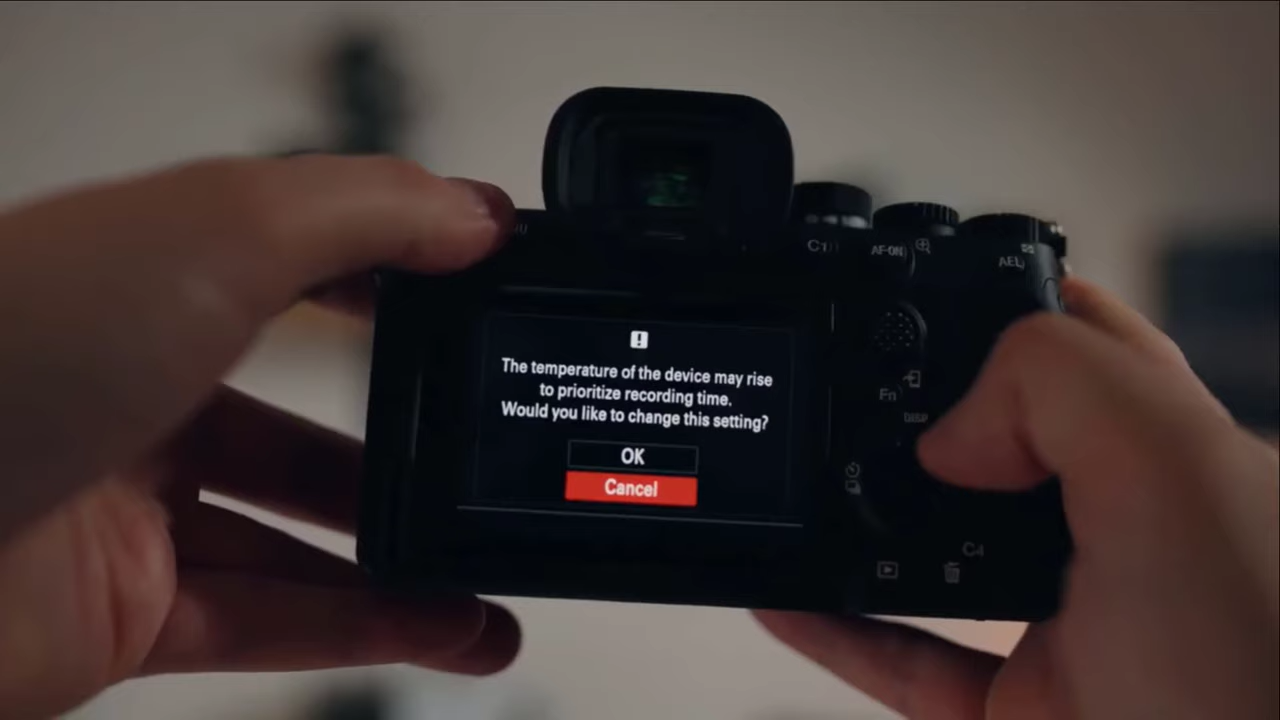 C1
AF-ON
AEL
!
The temperature of the device may rise
to prioritize recording time.
Would you like to change this setting?
OK
Cancel
Fn
DISP
C4